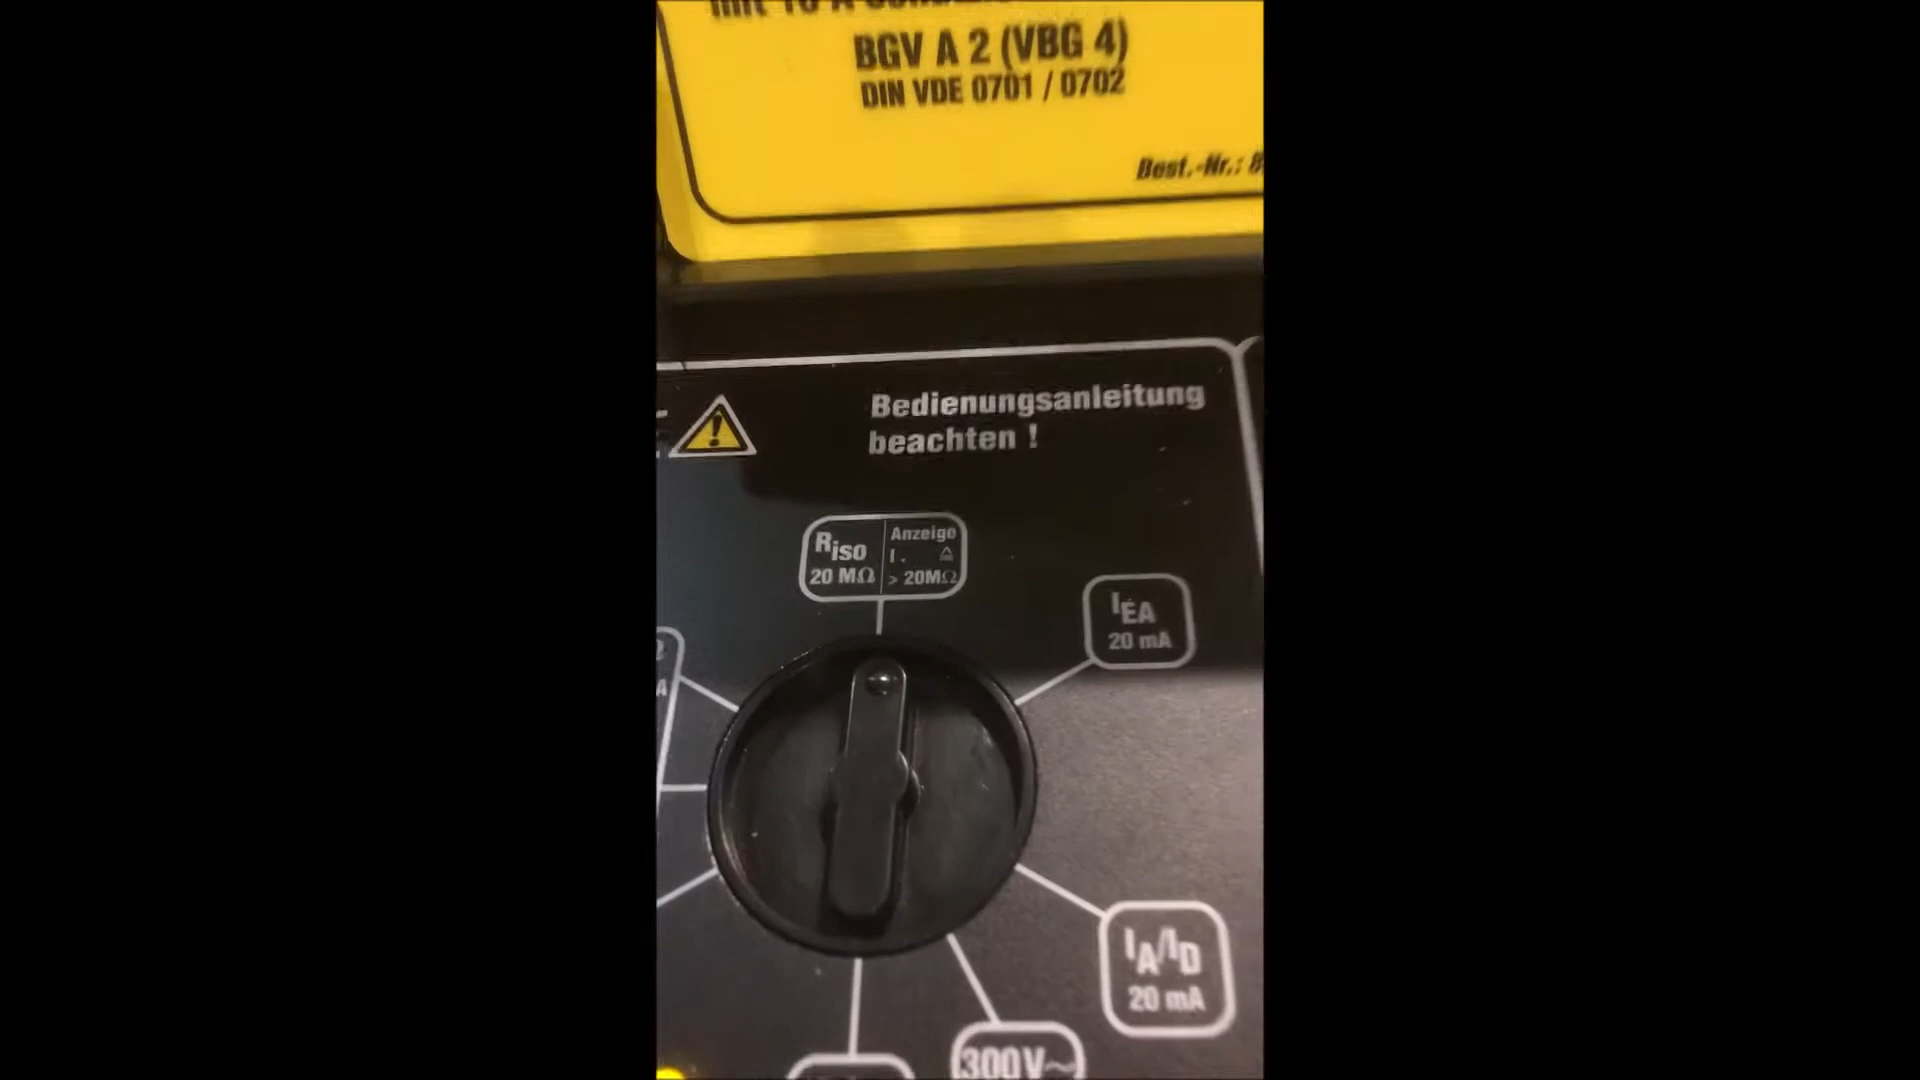 BGV A 2 (VBG 4)
DIN VDE 0701 / 0702
Best.-Nr.:
Bedienungsanleitung
beachten !
Riso
20 MΩ
Anzeige
> 20MΩ
IEA
20 mA
IA/ID
20 mA
300V~